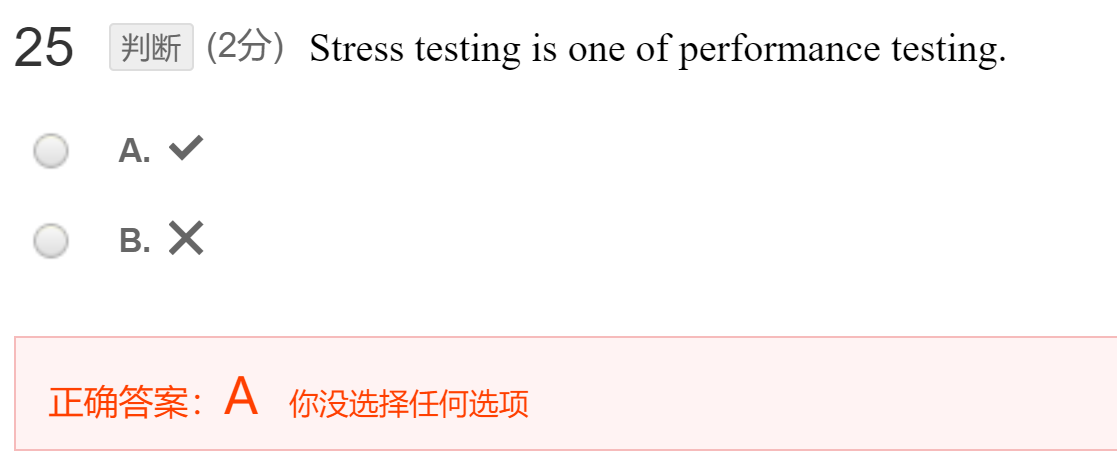 25 判断 (2分) Stress testing is one of performance testing.
A. ✔
B. ✕
正确答案：A 你没选择任何选项